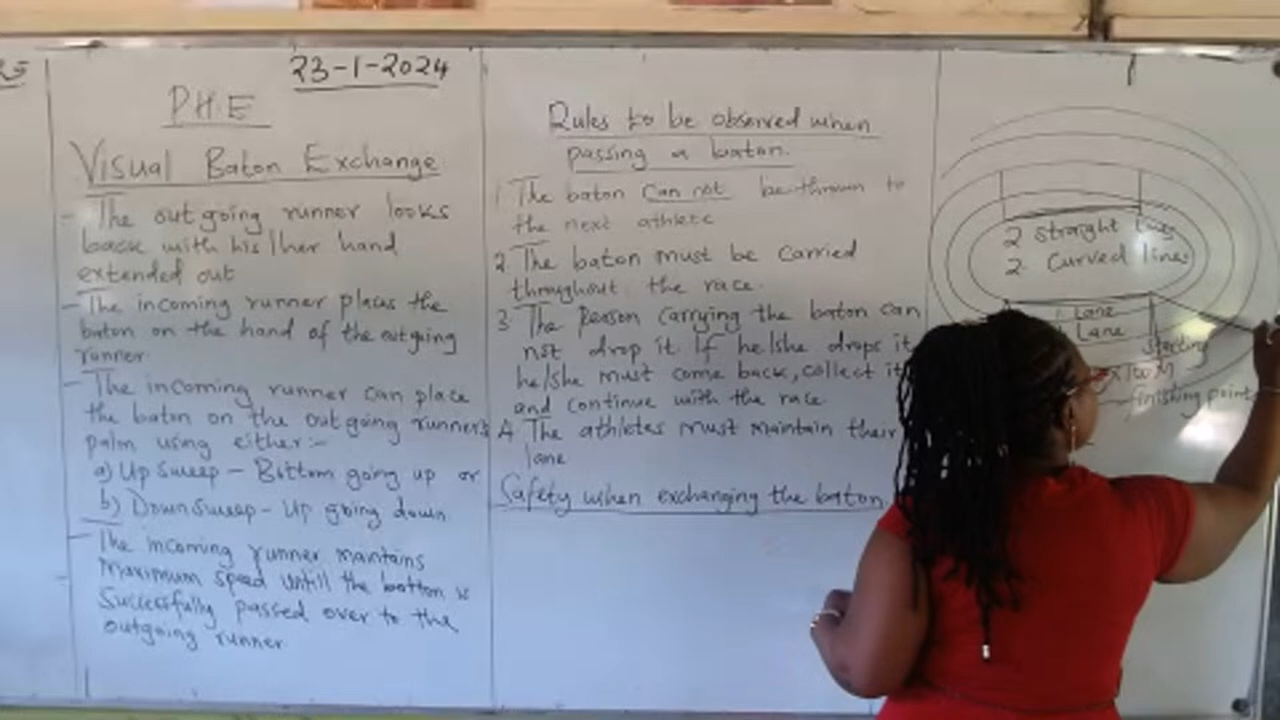 23-1-2024
PH.E
Visual Baton Exchange
- The outgoing runner looks
back with his/her hand
extended out
- The incoming runner places the
baton on the hand of the outgoing
runner.
- The incoming runner can place
the baton on the outgoing runners
palm using either:-
a) Up Sweep - Bottom going up or
b) Down Sweep - Up going down
- The incoming runner maintains
Maximum speed untill the botton is
Successfully passed over to the
outgoing runner.
Rules to be observed when
passing a baton.
1. The baton can not be thrown to
the next athlete
2. The baton must be carried
throughout the race.
3. The Person carrying the baton can
not drop it. If he/she drops it
he/she must come back, collect it
and continue with the race
4. The athletes must maintain their
lane
Safety when exchanging the baton
2 straight lines
2 Curved lines
1 Lane
Lane
starting
finishing point